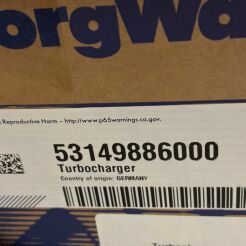 orgWa
Reproductive Harm - http://www.p65warnings.ca.gov.
53149886000
Turbocharger
Country of origin: GERMANY